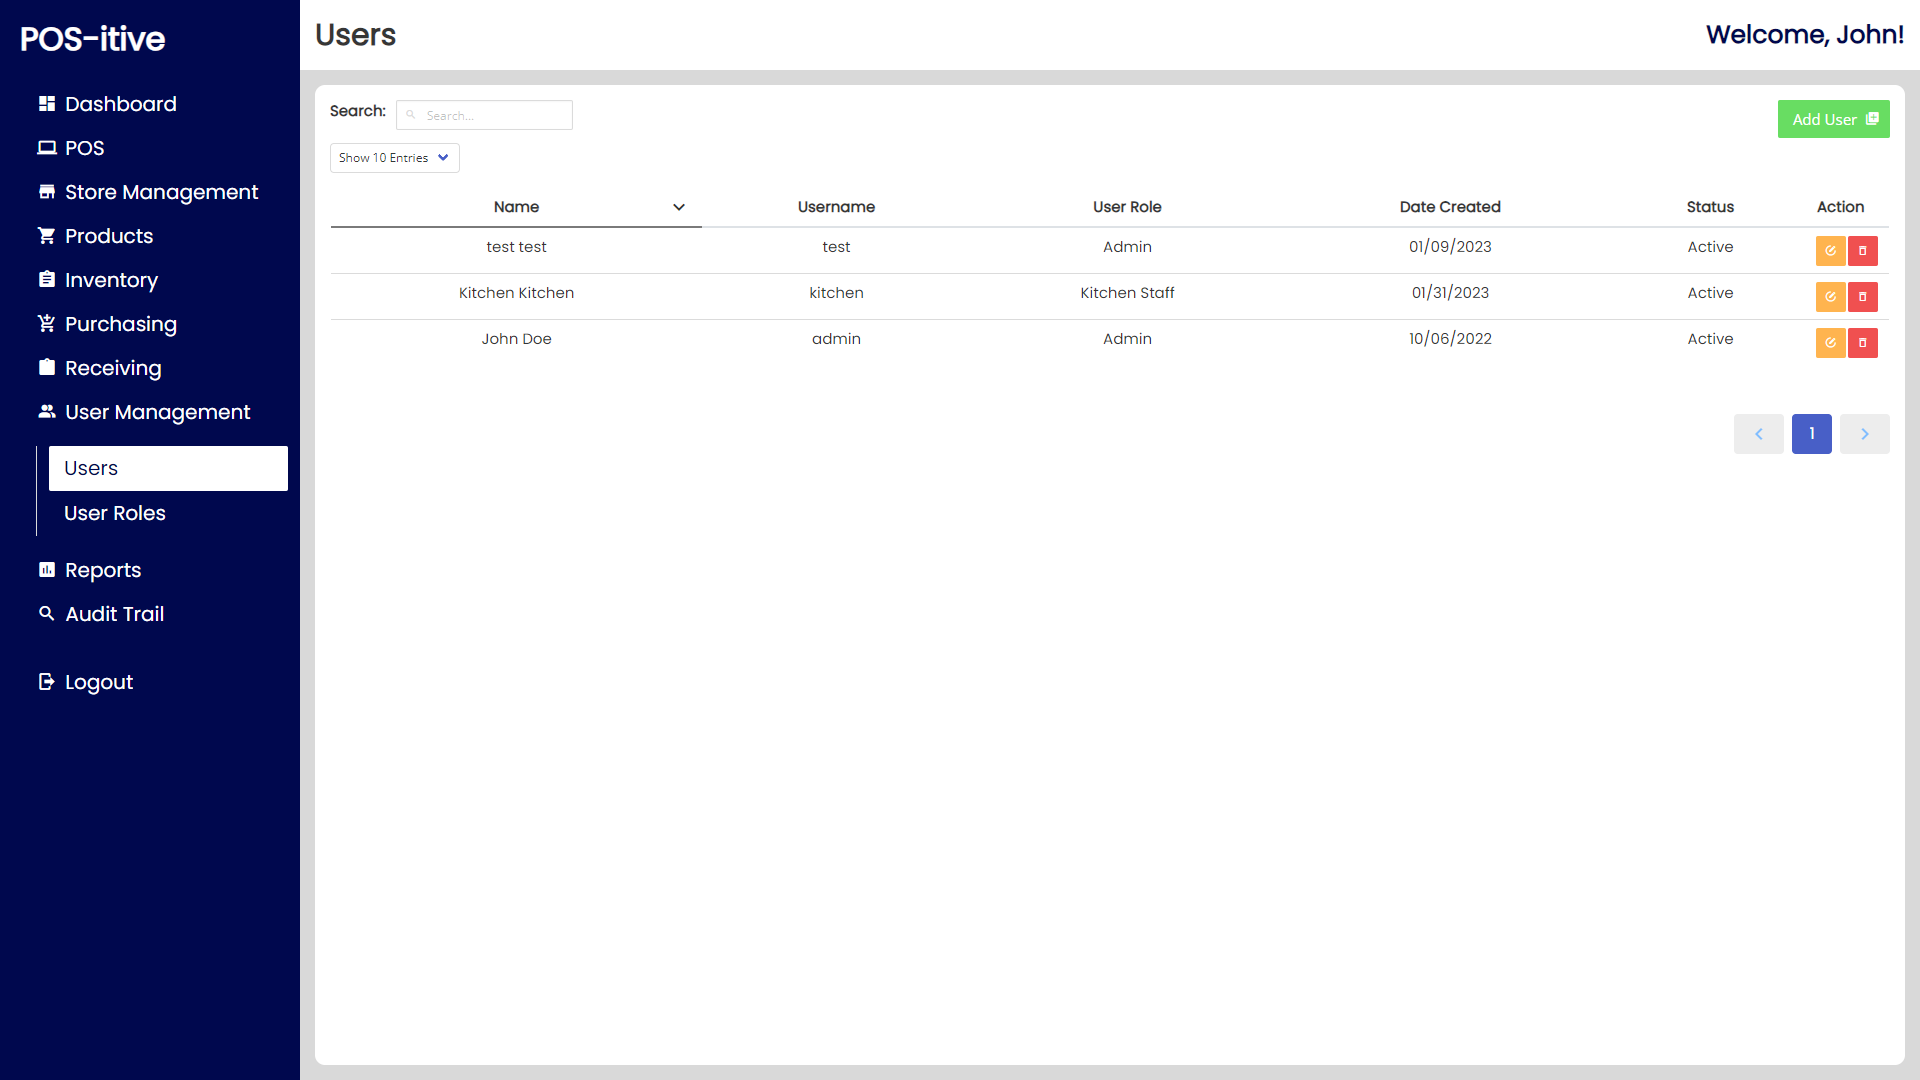 POS-itive
Dashboard
POS
Store Management
Products
Inventory
Purchasing
Receiving
User Management
Users
User Roles
Reports
Audit Trail
Logout
Users
Welcome, John!
Search: Search...
Add User
Show 10 Entries
Name Username User Role Date Created Status Action
test test test Admin 01/09/2023 Active
Kitchen Kitchen kitchen Kitchen Staff 01/31/2023 Active
John Doe admin Admin 10/06/2022 Active
1